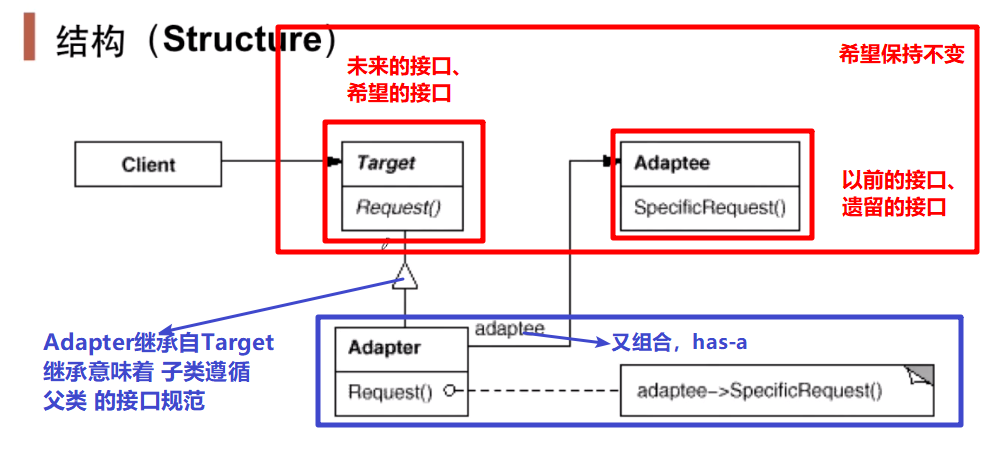 结构（Structure）
未来的接口、
希望的接口
希望保持不变
Client
Target
Request()
Adaptee
SpecificRequest()
以前的接口、
遗留的接口
Adapter继承自Target
继承意味着 子类遵循
父类 的接口规范
adaptee
又组合，has-a
Adapter
Request()
adaptee->SpecificRequest()